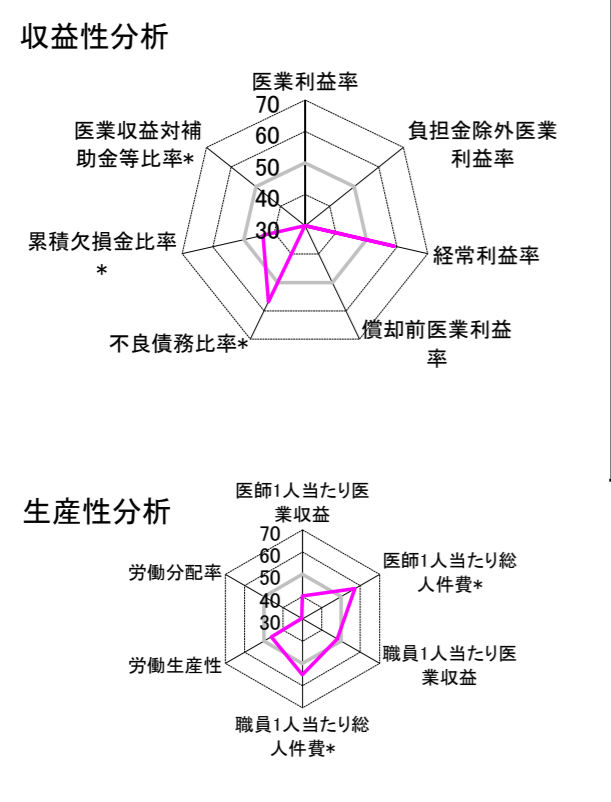 収益性分析
医業利益率
70
60
50
40
30
負担金除外医業
利益率
経常利益率
償却前医業利益
率
不良債務比率*
累積欠損金比率
*
医業収益対補
助金等比率*
生産性分析
医師1人当たり医
業収益
70
60
50
40
30
医師1人当たり総
人件費*
職員1人当たり医
業収益
職員1人当たり総
人件費*
労働生産性
労働分配率